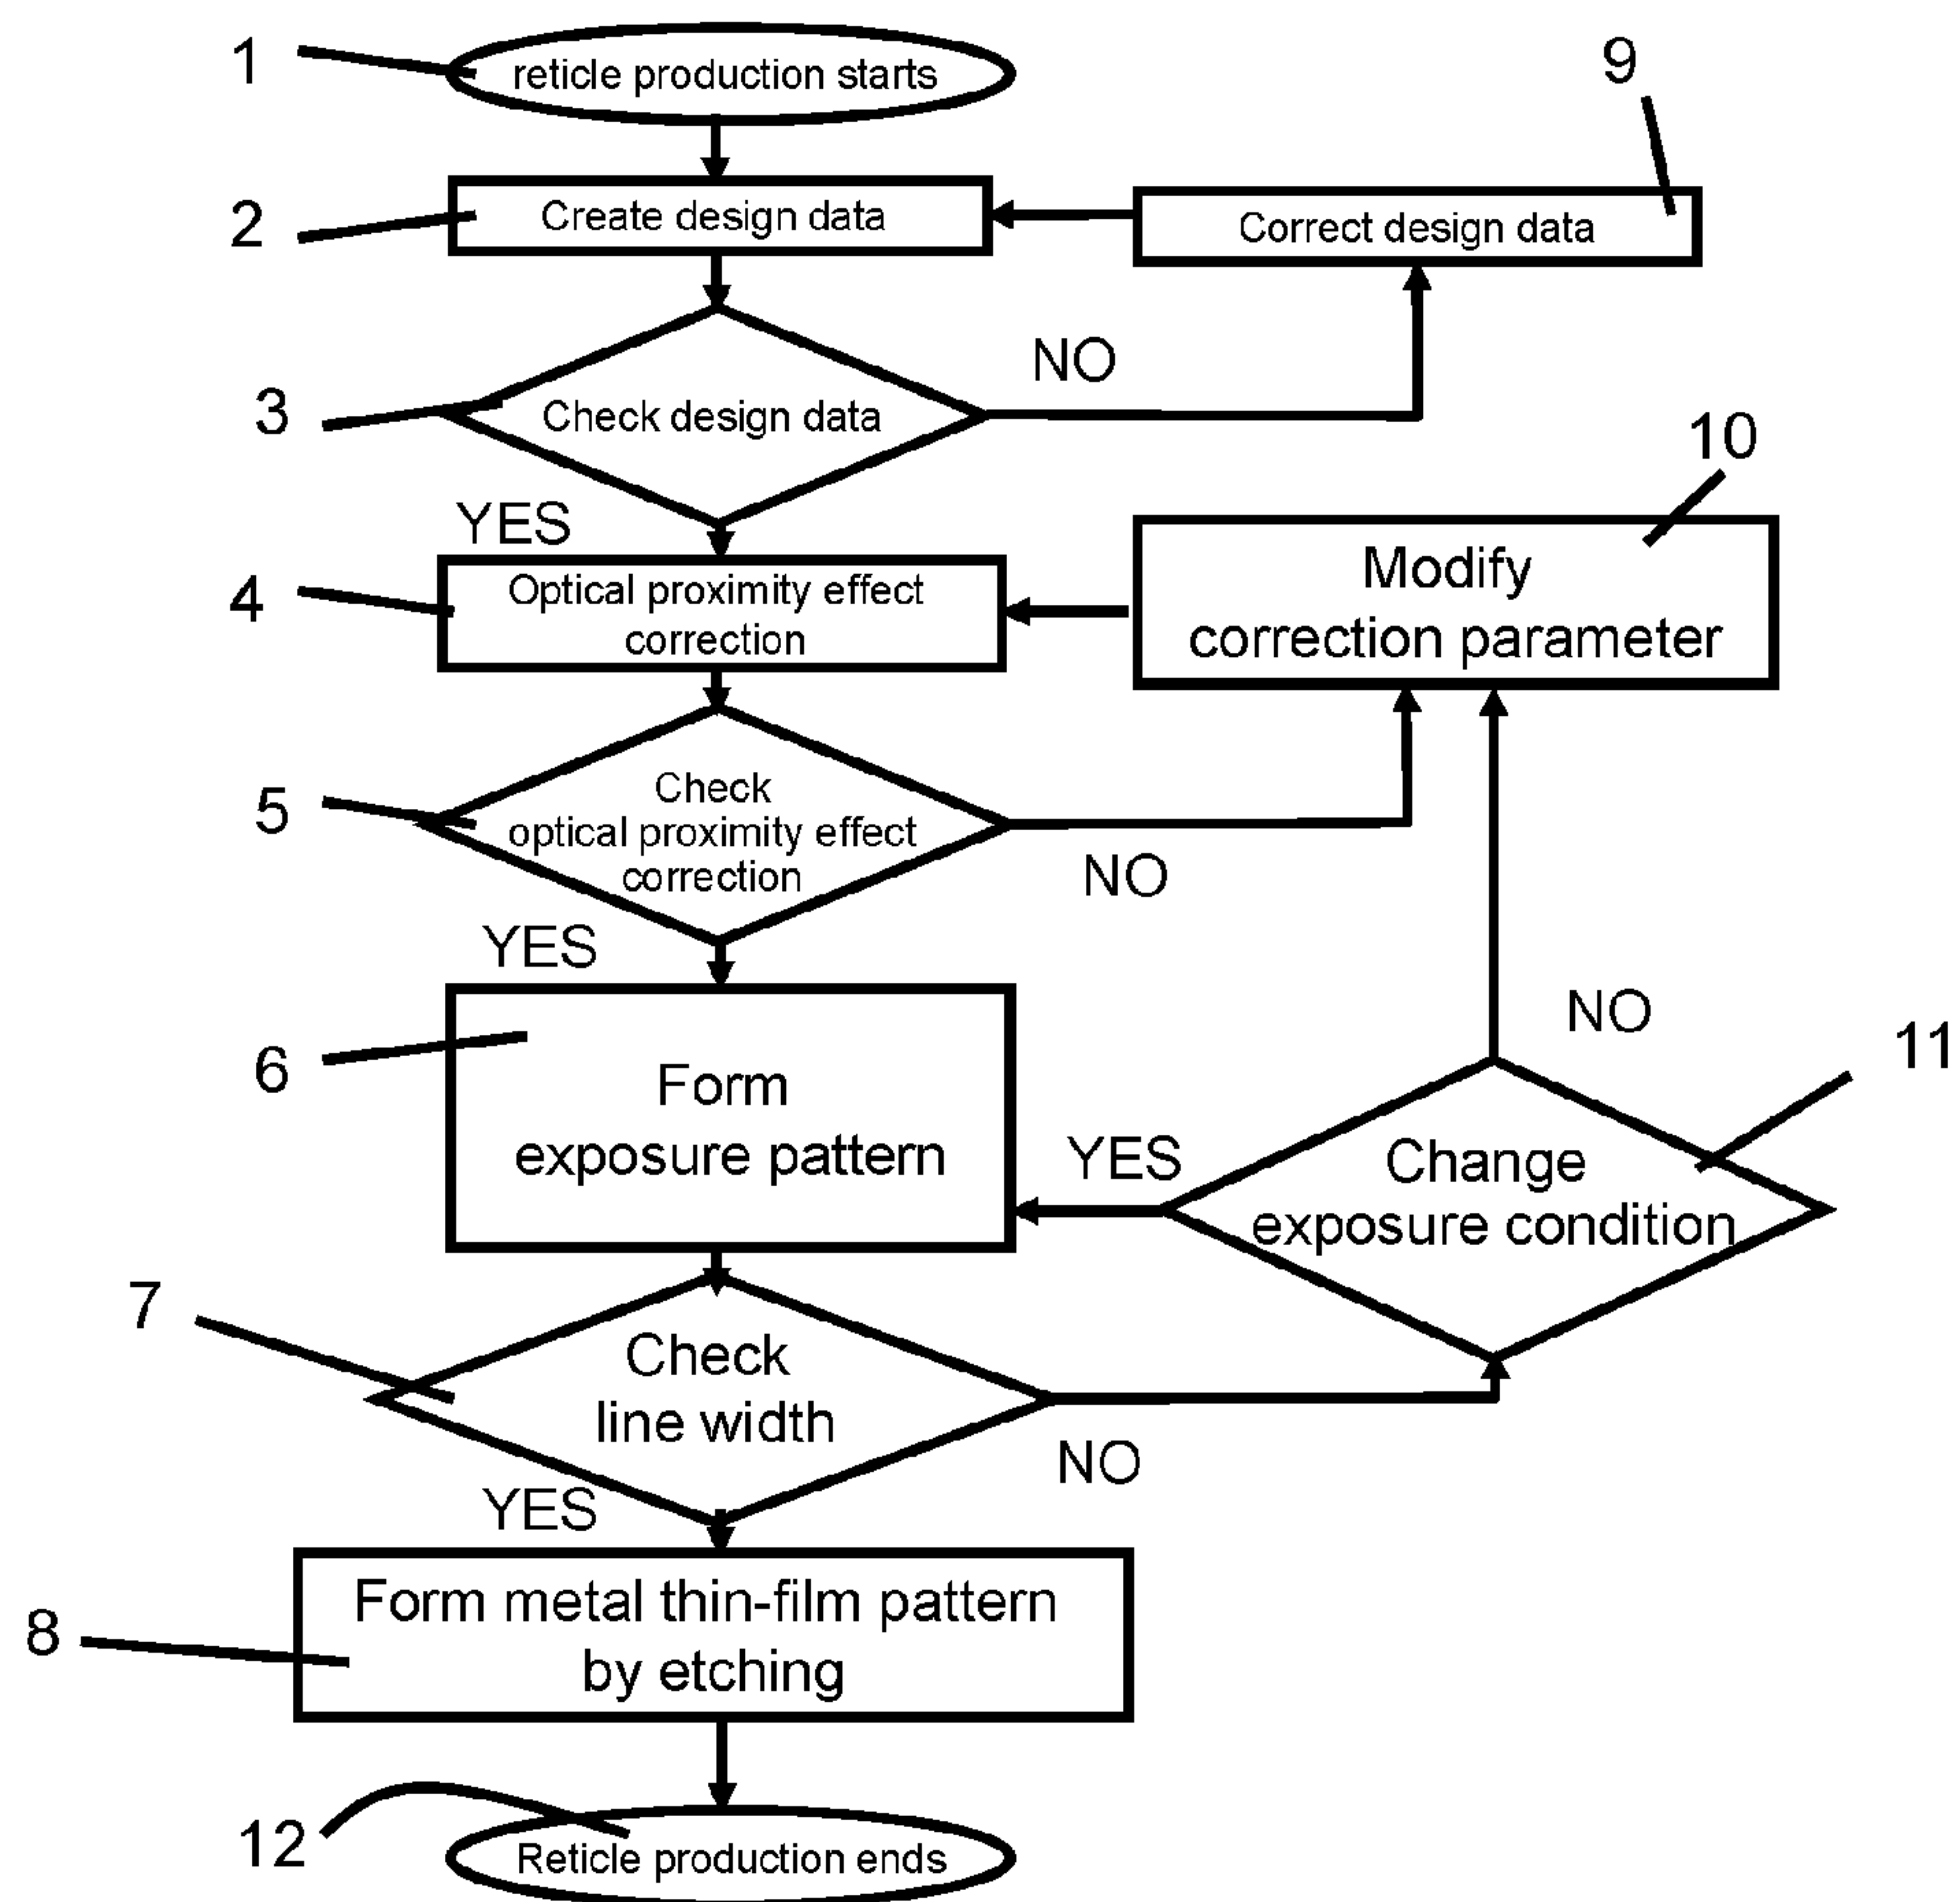 1
reticle production starts
9
2
Create design data
Correct design data
3
Check design data
NO
10
YES
4
Optical proximity effect
correction
Modify
correction parameter
5
Check
optical proximity effect
correction
NO
YES
6
Form
exposure pattern
NO
11
YES
Change
exposure condition
7
Check
line width
NO
YES
8
Form metal thin-film pattern
by etching
12
Reticle production ends